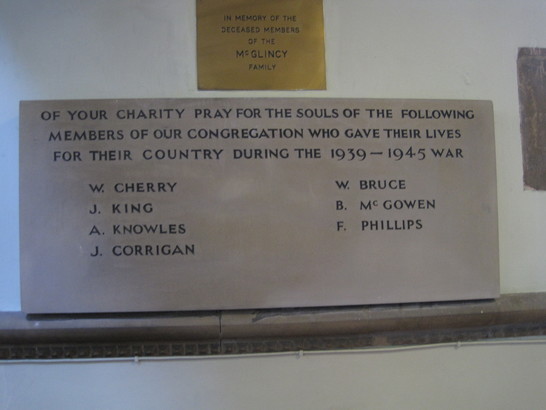 IN MEMORY OF THE
DECEASED MEMBERS
OF THE
McGLINCY
FAMILY
OF YOUR CHARITY PRAY FOR THE SOULS OF THE FOLLOWING
MEMBERS OF OUR CONGREGATION WHO GAVE THEIR LIVES
FOR THEIR COUNTRY DURING THE 1939 — 1945 WAR
W. CHERRY
J. KING
A. KNOWLES
J. CORRIGAN
W. BRUCE
B. Mc GOWEN
F. PHILLIPS